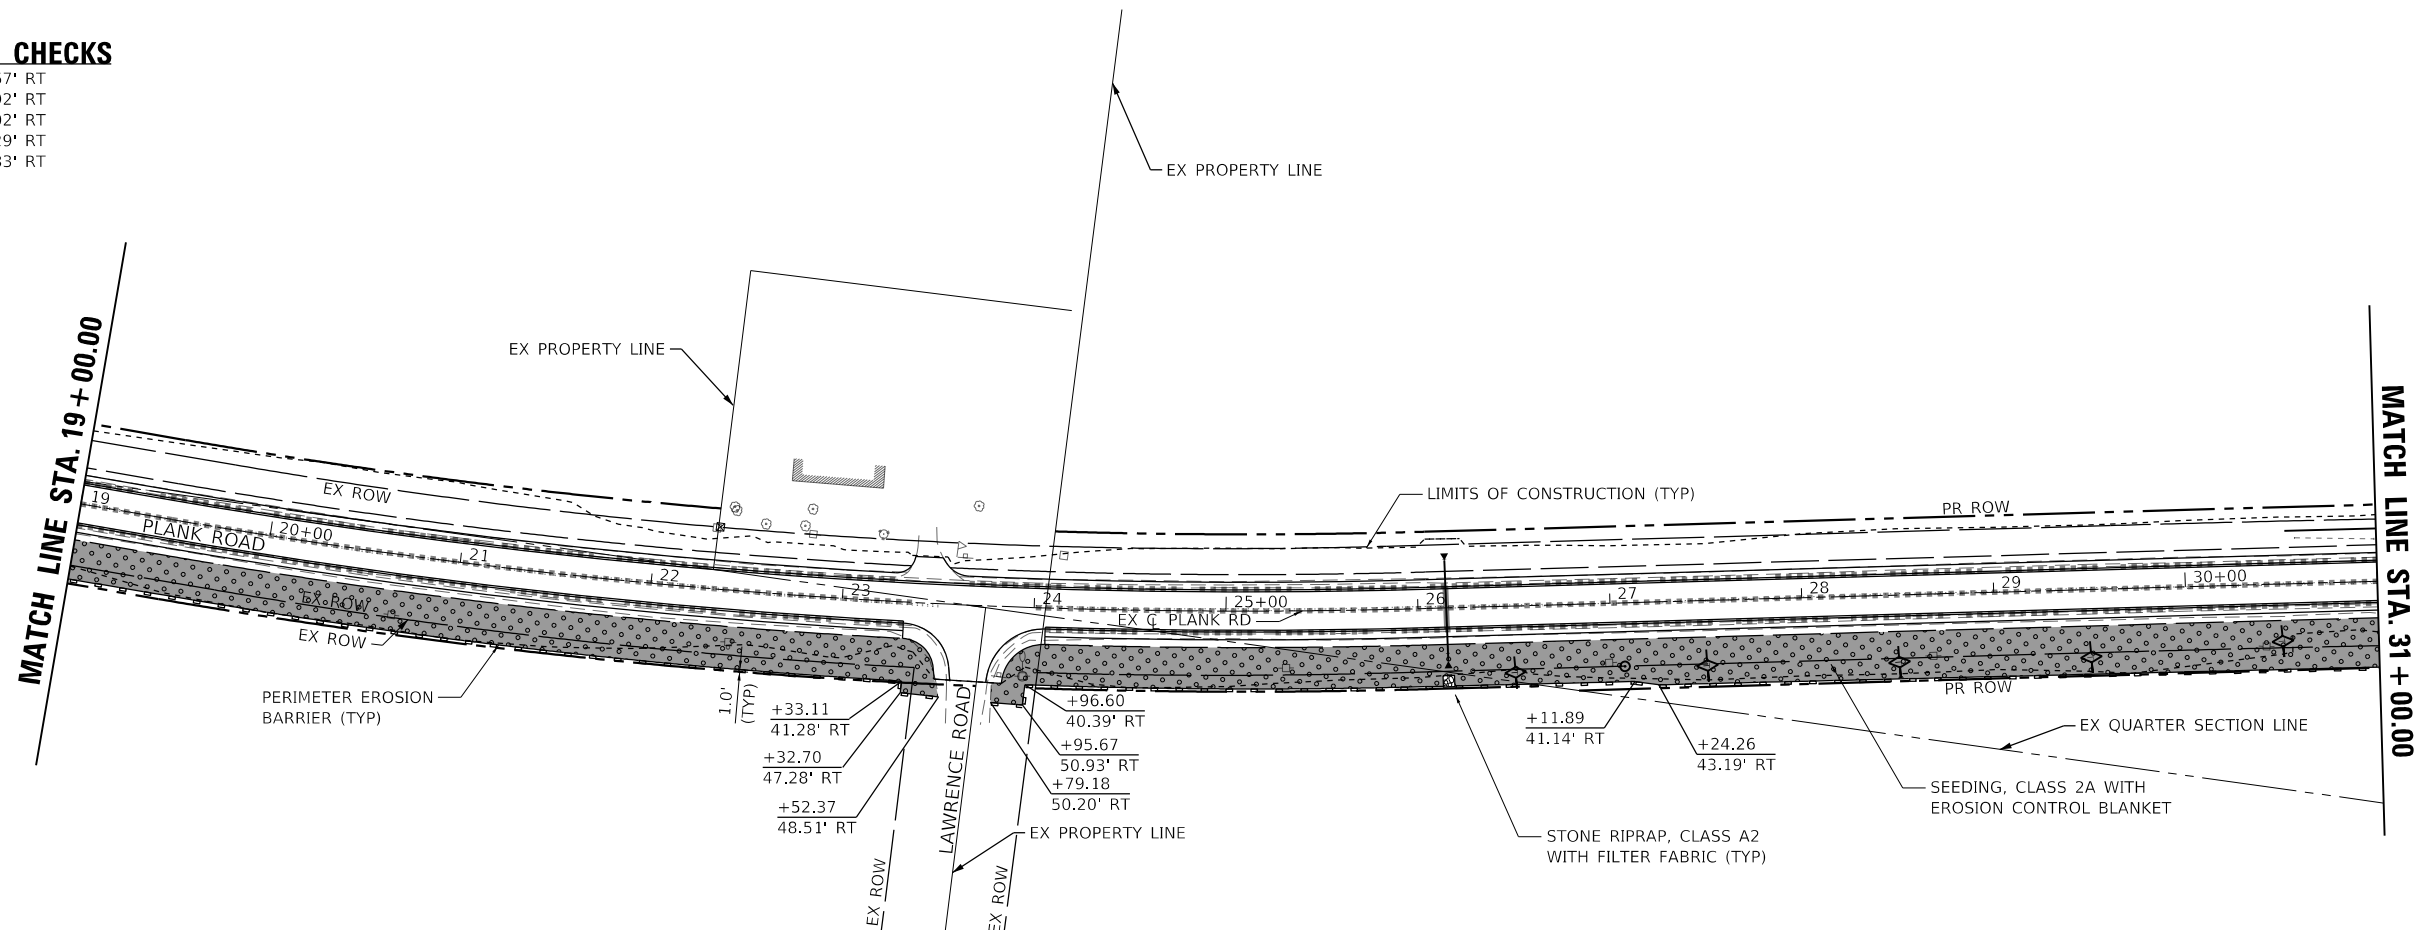 CHECKS
' RT
2' RT
2' RT
29' RT
33' RT
EX PROPERTY LINE
EX PROPERTY LINE
MATCH LINE STA. 19+00.00
EX ROW
LIMITS OF CONSTRUCTION (TYP)
PR ROW
MATCH LINE STA. 31+00.00
19
20+00
21
22
23
24
25+00
26
27
28
29
30+00
PLANK ROAD
EX ROW
EX ROW
EX ℄ PLANK RD
PERIMETER EROSION
BARRIER (TYP)
1.0'
(TYP)
+33.11
41.28' RT
+32.70
47.28' RT
+52.37
48.51' RT
LAWRENCE ROAD
+96.60
40.39' RT
+95.67
50.93' RT
+79.18
50.20' RT
EX PROPERTY LINE
EX ROW
EX ROW
+11.89
41.14' RT
+24.26
43.19' RT
PR ROW
EX QUARTER SECTION LINE
SEEDING, CLASS 2A WITH
EROSION CONTROL BLANKET
STONE RIPRAP, CLASS A2
WITH FILTER FABRIC (TYP)